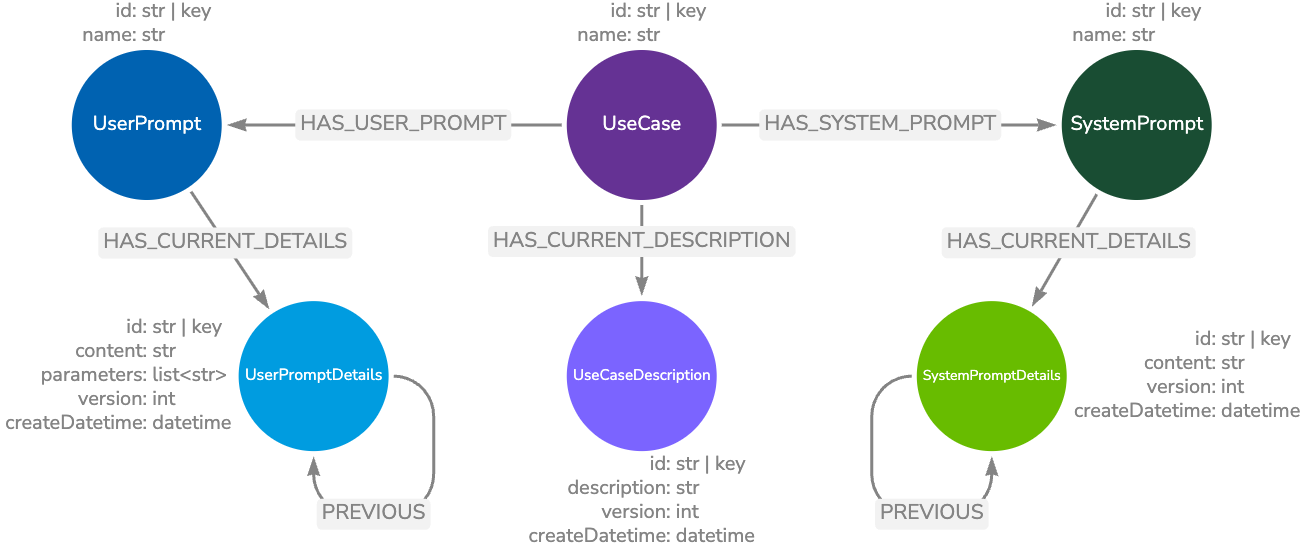 id: str | key
name: str
UserPrompt
id: str | key
name: str
UseCase
id: str | key
name: str
SystemPrompt
HAS_USER_PROMPT
HAS_SYSTEM_PROMPT
HAS_CURRENT_DETAILS
HAS_CURRENT_DESCRIPTION
HAS_CURRENT_DETAILS
id: str | key
content: str
parameters: list<str>
version: int
createDatetime: datetime
UserPromptDetails
PREVIOUS
UseCaseDescription
id: str | key
description: str
version: int
createDatetime: datetime
SystemPromptDetails
id: str | key
content: str
version: int
createDatetime: datetime
PREVIOUS